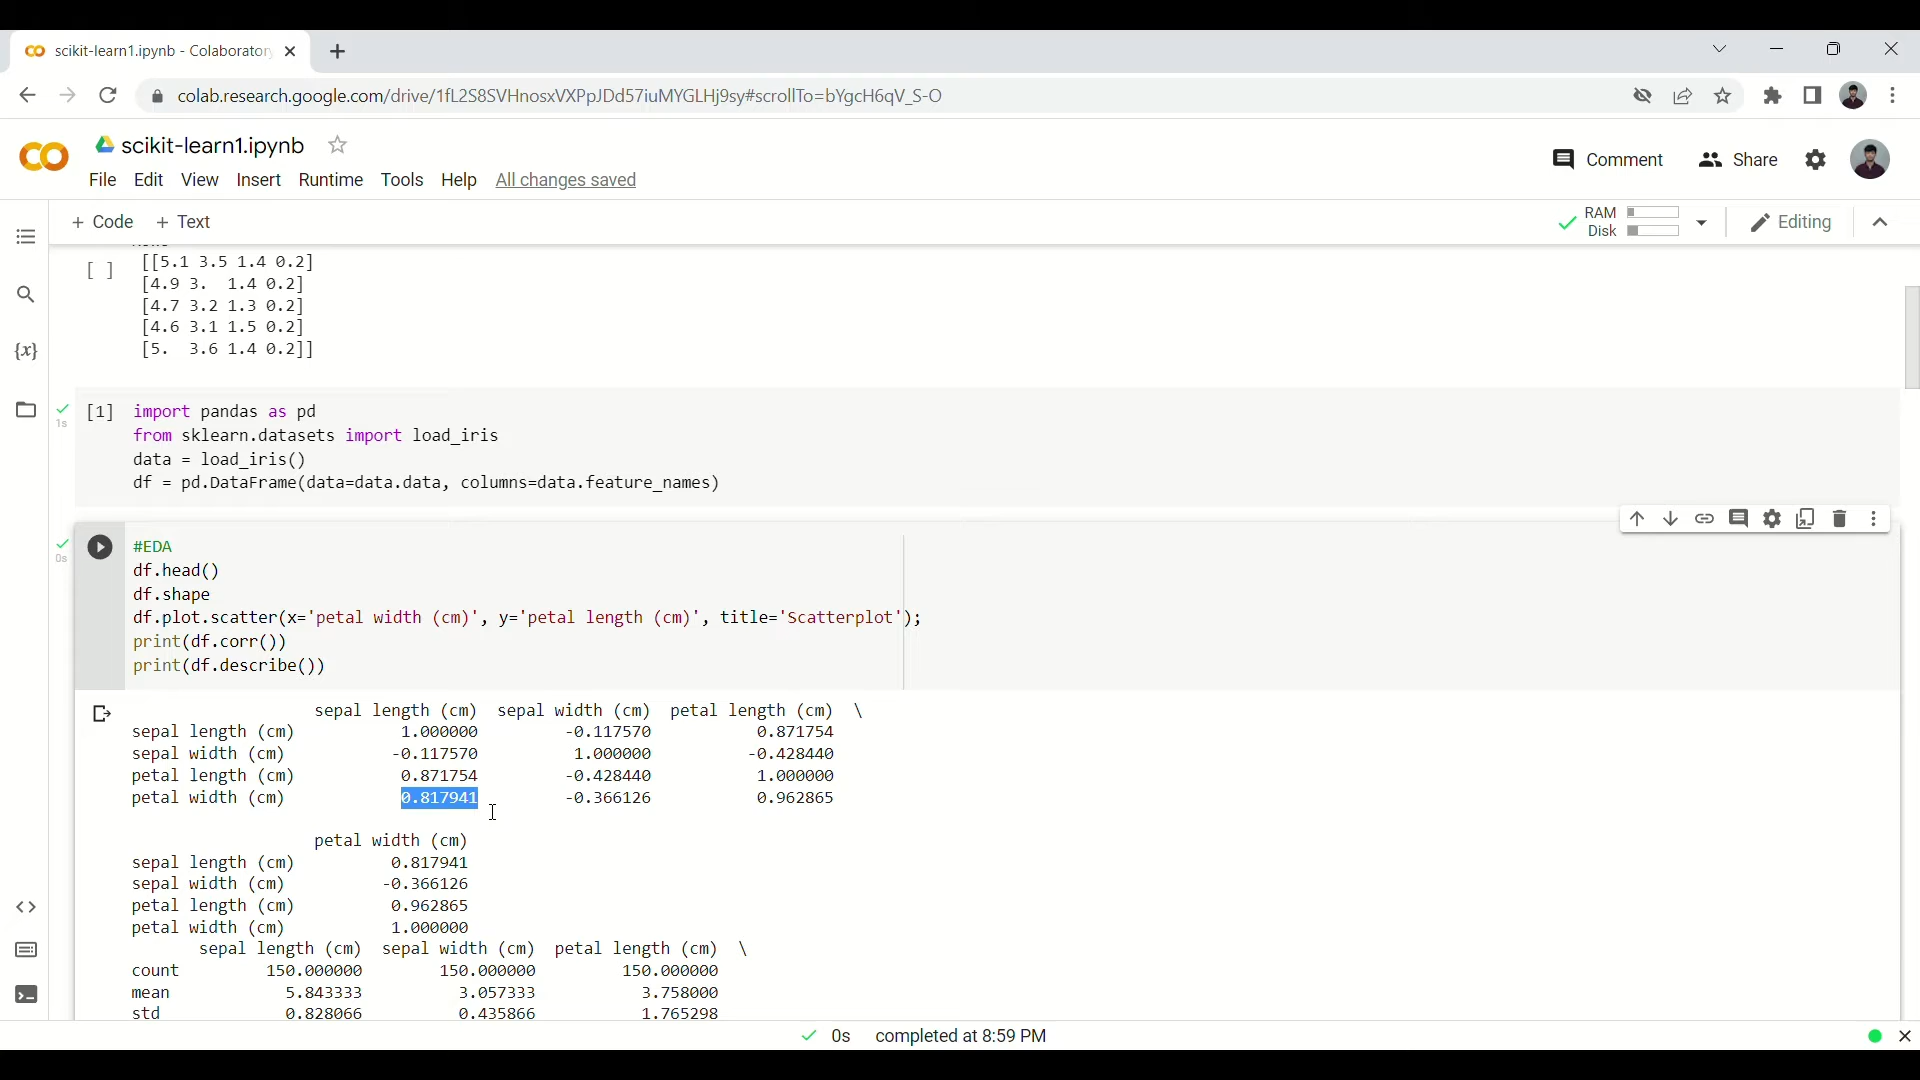 scikit-learn1.ipynb - Colaboratory
colab.research.google.com/drive/1fL2S8SVHnosxVXPpJDd57iuMYGLHj9sy#scrollTo=bYgcH6qV_S-O
scikit-learn1.ipynb
Comment Share
File Edit View Insert Runtime Tools Help All changes saved
+ Code + Text
RAM
Disk
Editing
[ ] [[5.1 3.5 1.4 0.2]
[4.9 3.  1.4 0.2]
[4.7 3.2 1.3 0.2]
[4.6 3.1 1.5 0.2]
[5.  3.6 1.4 0.2]]
{x}
1s
[1] import pandas as pd
from sklearn.datasets import load_iris
data = load_iris()
df = pd.DataFrame(data=data.data, columns=data.feature_names)
0s
#EDA
df.head()
df.shape
df.plot.scatter(x='petal width (cm)', y='petal length (cm)', title='Scatterplot');
print(df.corr())
print(df.describe())
sepal length (cm) sepal width (cm) petal length (cm) \
sepal length (cm) 1.000000 -0.117570 0.871754
sepal width (cm) -0.117570 1.000000 -0.428440
petal length (cm) 0.871754 -0.428440 1.000000
petal width (cm) 0.817941 -0.366126 0.962865
petal width (cm)
sepal length (cm) 0.817941
sepal width (cm) -0.366126
petal length (cm) 0.962865
petal width (cm) 1.000000
sepal length (cm) sepal width (cm) petal length (cm) \
count 150.000000 150.000000 150.000000
mean 5.843333 3.057333 3.758000
std 0.828066 0.435866 1.765298
0s completed at 8:59 PM